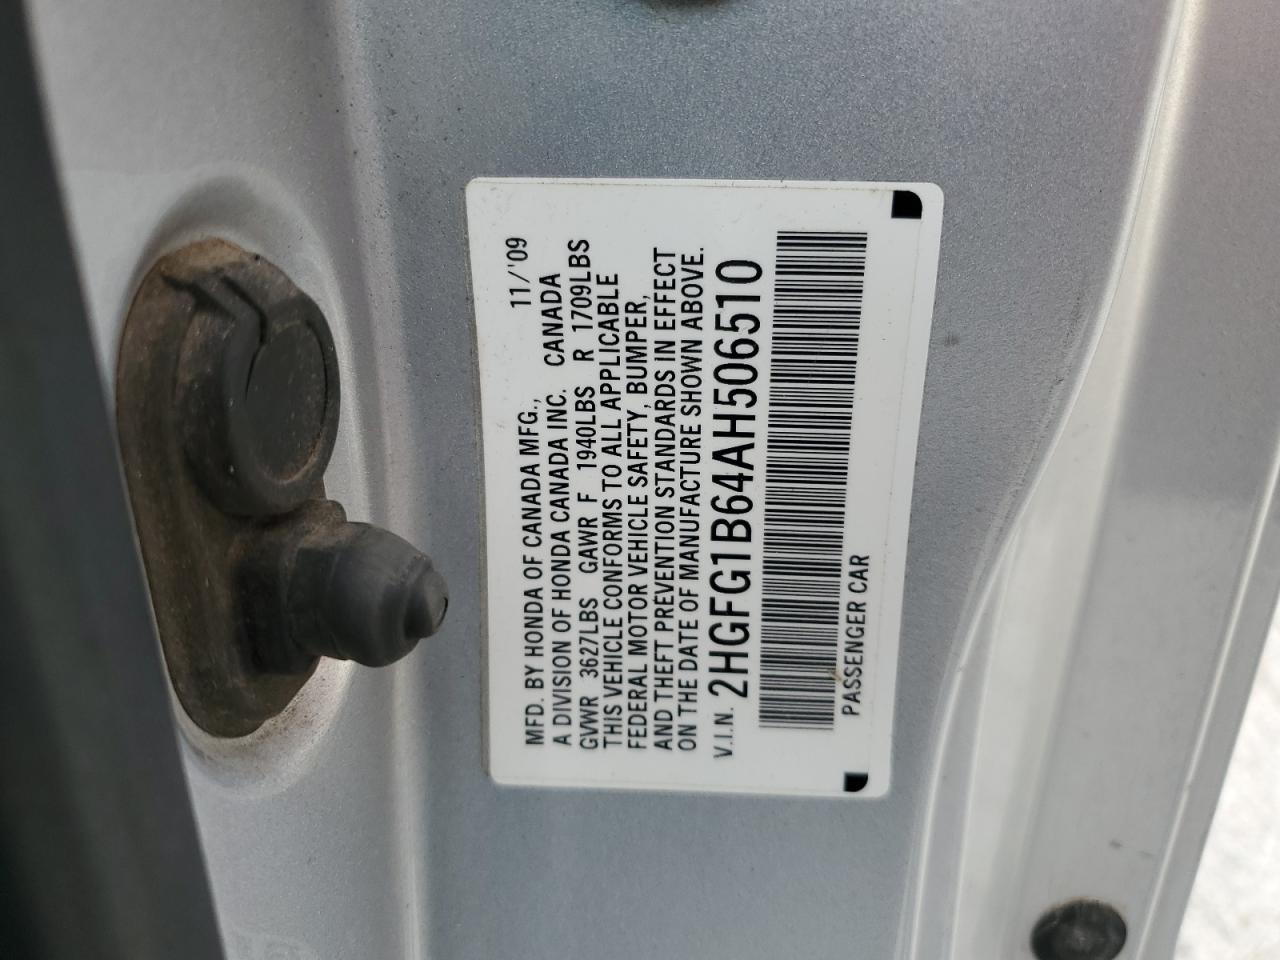 MFD. BY HONDA OF CANADA MFG., 11/'09
A DIVISION OF HONDA CANADA INC. CANADA
GVWR 3627LBS GAWR F 1940LBS R 1709LBS
THIS VEHICLE CONFORMS TO ALL APPLICABLE
FEDERAL MOTOR VEHICLE SAFETY, BUMPER,
AND THEFT PREVENTION STANDARDS IN EFFECT
ON THE DATE OF MANUFACTURE SHOWN ABOVE.
V.I.N. 2HGFG1B64AH506510
PASSENGER CAR